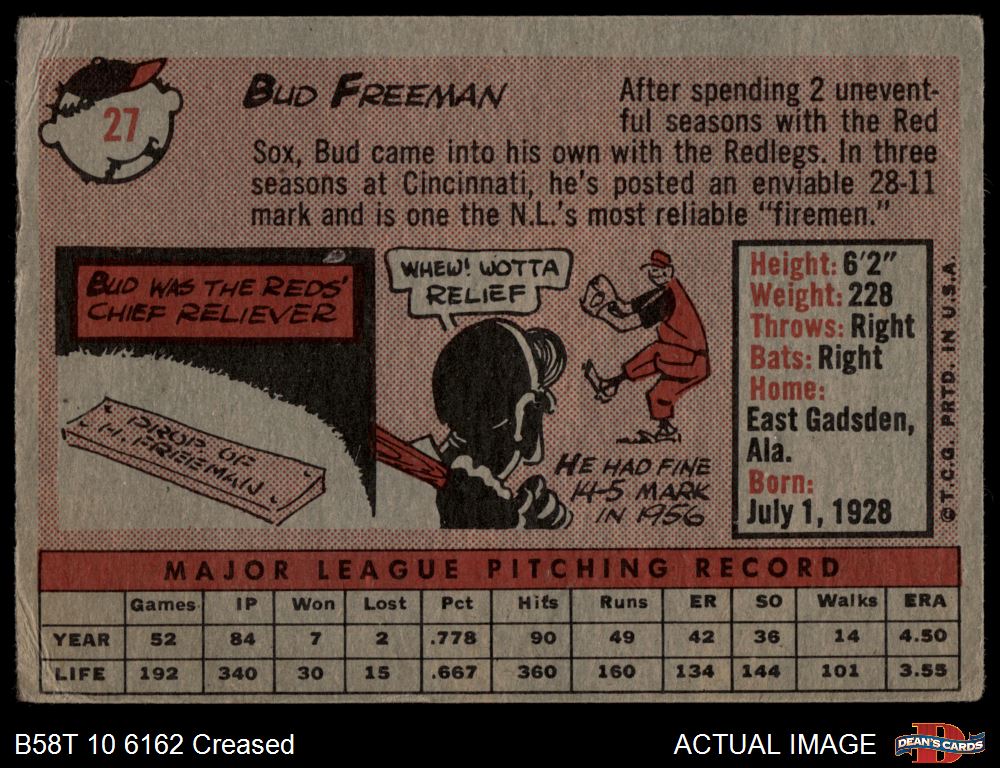 27
BUD FREEMAN
After spending 2 unevent-
ful seasons with the Red
Sox, Bud came into his own with the Redlegs. In three
seasons at Cincinnati, he's posted an enviable 28-11
mark and is one the N.L.'s most reliable "firemen."
BUD WAS THE REDS'
CHIEF RELIEVER
PROP. OF
H. FREEMAN
WHEW! WOTTA
RELIEF
HE HAD FINE
14-5 MARK
IN 1956
Height: 6'2"
Weight: 228
Throws: Right
Bats: Right
Home:
East Gadsden,
Ala.
Born:
July 1, 1928
© T.C.G. PRTD. IN U.S.A.
MAJOR LEAGUE PITCHING RECORD
Games IP Won Lost Pct Hits Runs ER SO Walks ERA
YEAR 52 84 7 2 .778 90 49 42 36 14 4.50
LIFE 192 340 30 15 .667 360 160 134 144 101 3.55
B58T 10 6162 Creased
ACTUAL IMAGE
D
DEAN'S CARDS